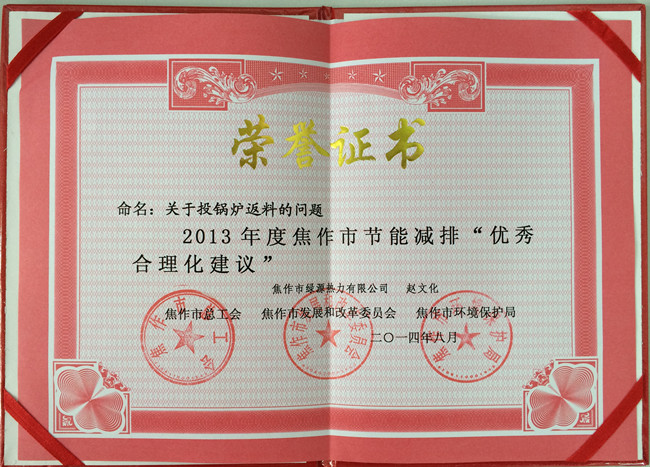 荣誉证书
命名：关于投锅炉返料的问题
2013年度焦作市节能减排“优秀
合理化建议”
焦作市绿源热力有限公司 赵文化
焦作市总工会 焦作市发展和改革委员会 焦作市环境保护局
二〇一四年八月